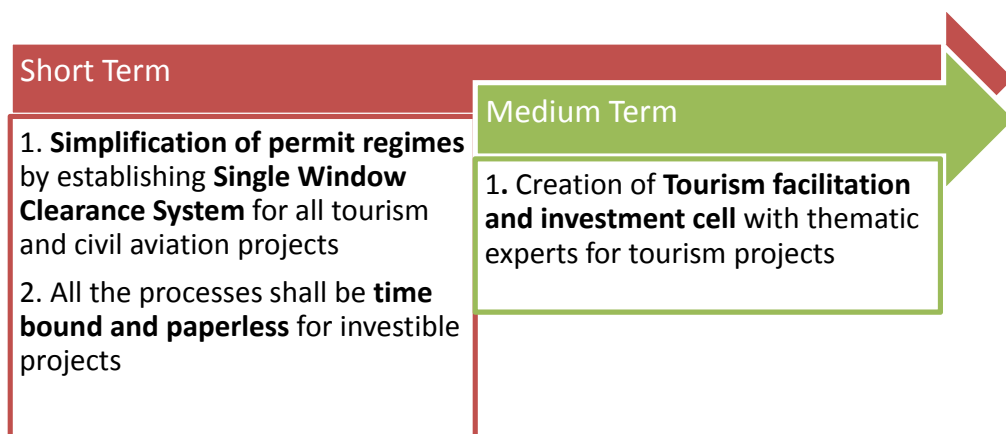 Short Term
1. Simplification of permit regimes
by establishing Single Window
Clearance System for all tourism
and civil aviation projects
2. All the processes shall be time
bound and paperless for investible
projects
Medium Term
1. Creation of Tourism facilitation
and investment cell with thematic
experts for tourism projects